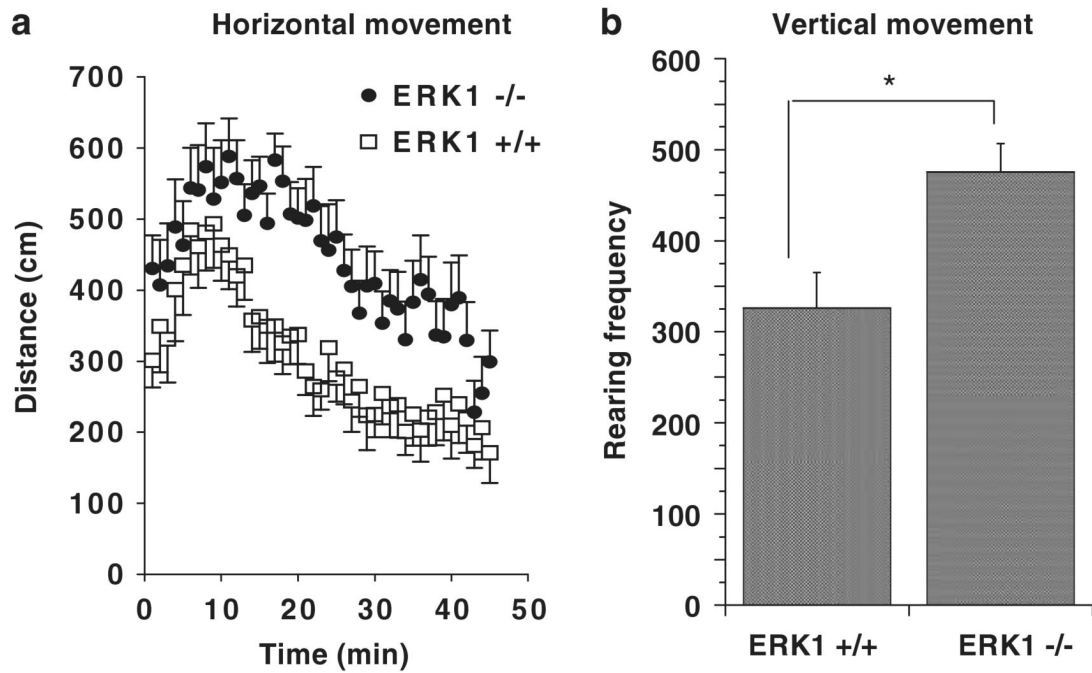 a Horizontal movement
700
600
500
400
300
200
100
0
Distance (cm)
ERK1 -/-
ERK1 +/+
0 10 20 30 40 50
Time (min)
b Vertical movement
600
500
400
300
200
100
0
Rearing frequency
*
ERK1 +/+ ERK1 -/-